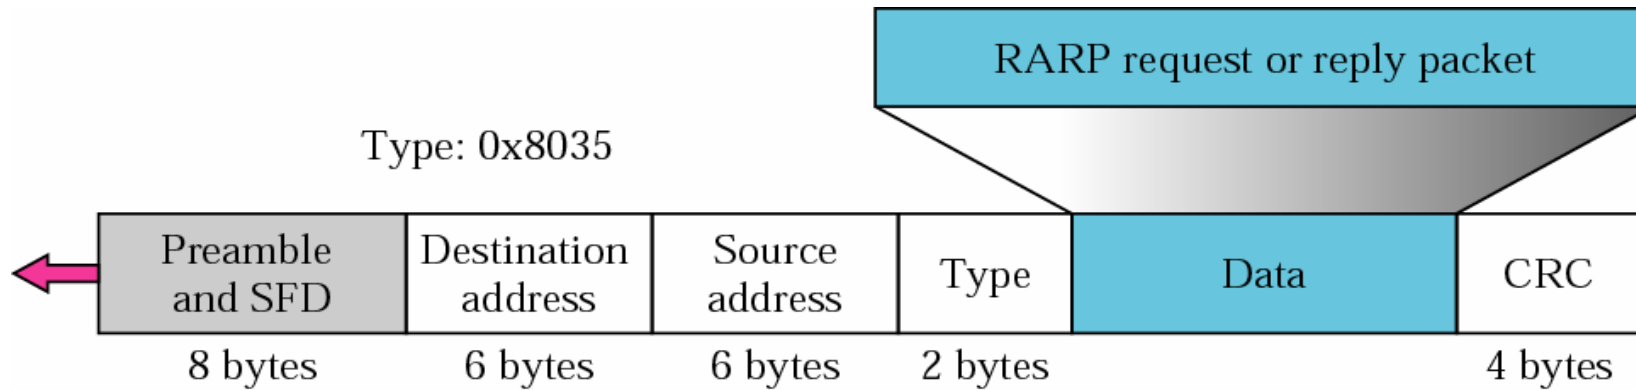 RARP request or reply packet
Type: 0x8035
Preamble
and SFD
Destination
address
Source
address
Type
Data
CRC
8 bytes
6 bytes
6 bytes
2 bytes
4 bytes